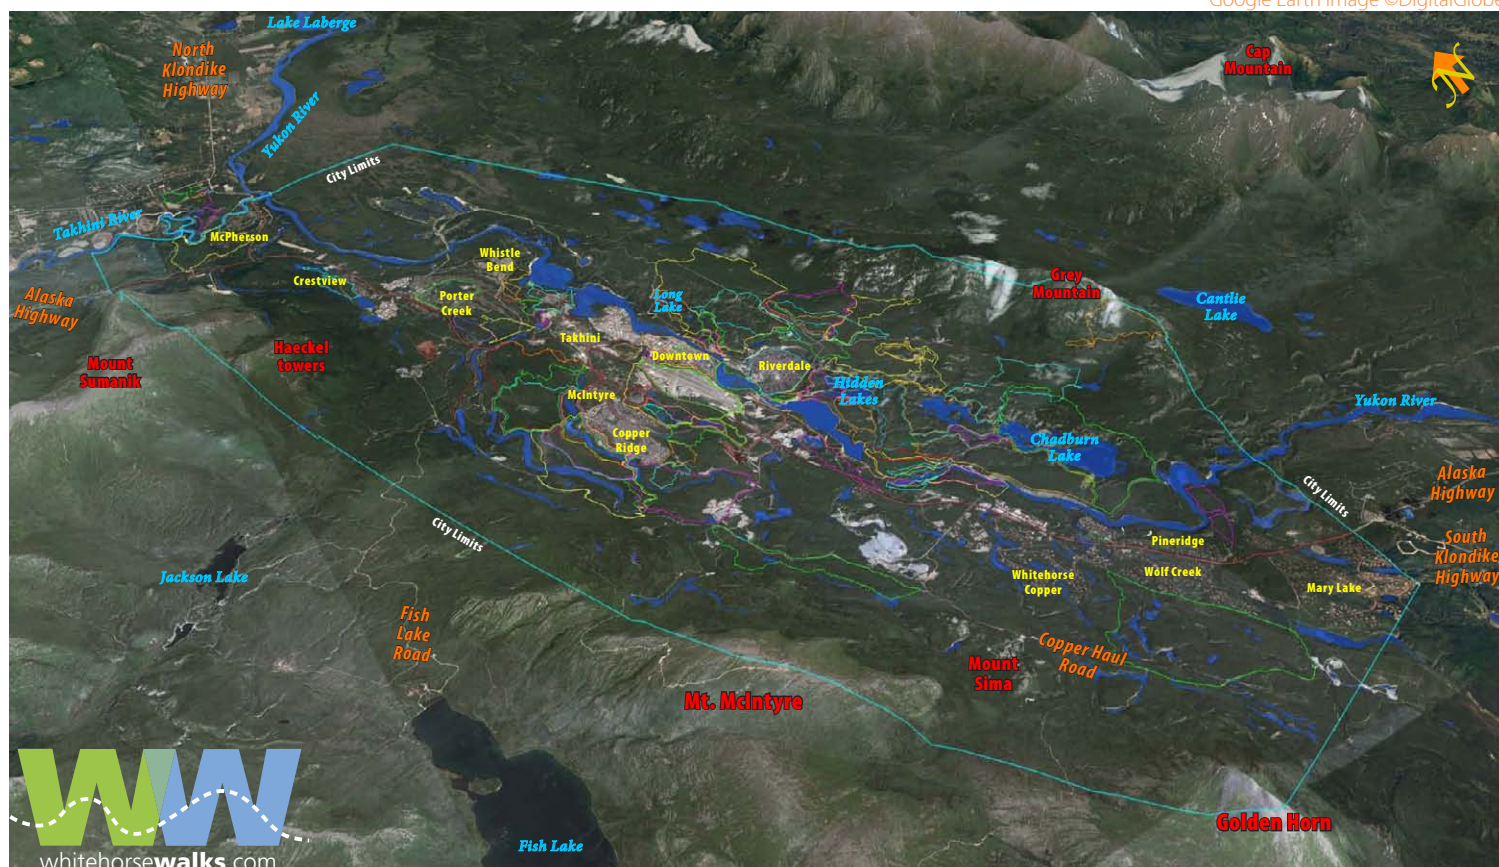 Google Earth image ©DigitalGlobe
Lake Laberge
North
Klondike
Highway
Cap
Mountain
N
Yukon River
City Limits
Takhini River
McPherson
Whistle
Bend
Crestview
Porter
Creek
Long
Lake
Grey
Mountain
Cantlie
Lake
Alaska
Highway
Takhini
Haeckel
towers
Mount
Sumanik
Downtown
Riverdale
Hidden
Lakes
McIntyre
Yukon River
Copper
Ridge
Chadburn
Lake
Alaska
Highway
City Limits
City Limits
South
Klondike
Highway
Pineridge
Wolf Creek
Whitehorse
Copper
Mary Lake
Jackson Lake
Fish
Lake
Road
Copper Haul
Road
Mount
Sima
Mt. McIntyre
Golden Horn
Fish Lake
WW
whitehorsewalks.com